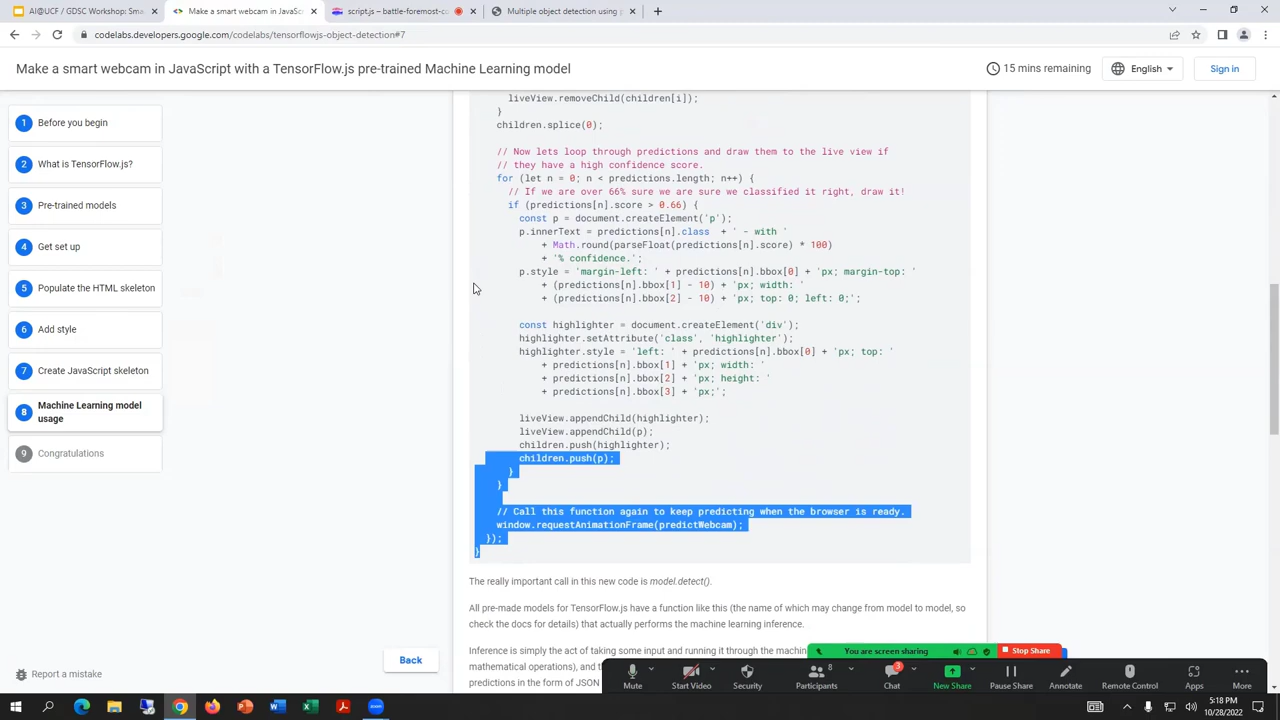 AI@UCF / GDSC Workshop: Sma
Make a smart webcam in JavaScr
script.js – battle-foremost-co
Multiple object detection using p
codelabs.developers.google.com/codelabs/tensorflowjs-object-detection#7
Make a smart webcam in JavaScript with a TensorFlow.js pre-trained Machine Learning model
15 mins remaining
English
Sign in
1 Before you begin
2 What is TensorFlow.js?
3 Pre-trained models
4 Get set up
5 Populate the HTML skeleton
6 Add style
7 Create JavaScript skeleton
8 Machine Learning model
usage
9 Congratulations
liveView.removeChild(children[i]);
}
children.splice(0);
// Now lets loop through predictions and draw them to the live view if
// they have a high confidence score.
for (let n = 0; n < predictions.length; n++) {
// If we are over 66% sure we are sure we classified it right, draw it!
if (predictions[n].score > 0.66) {
const p = document.createElement('p');
p.innerText = predictions[n].class + ' - with '
+ Math.round(parseFloat(predictions[n].score) * 100)
+ '% confidence.';
p.style = 'margin-left: ' + predictions[n].bbox[0] + 'px; margin-top: '
+ (predictions[n].bbox[1] - 10) + 'px; width: '
+ (predictions[n].bbox[2] - 10) + 'px; top: 0; left: 0;';
const highlighter = document.createElement('div');
highlighter.setAttribute('class', 'highlighter');
highlighter.style = 'left: ' + predictions[n].bbox[0] + 'px; top: '
+ predictions[n].bbox[1] + 'px; width: '
+ predictions[n].bbox[2] + 'px; height: '
+ predictions[n].bbox[3] + 'px;';
liveView.appendChild(highlighter);
liveView.appendChild(p);
children.push(highlighter);
children.push(p);
}
}
// Call this function again to keep predicting when the browser is ready.
window.requestAnimationFrame(predictWebcam);
});
}
The really important call in this new code is model.detect().
All pre-made models for TensorFlow.js have a function like this (the name of which may change from model to model, so
check the docs for details) that actually performs the machine learning inference.
Inference is simply the act of taking some input and running it through the machin
mathematical operations), and th
predictions in the form of JSON
Back
Report a mistake
You are screen sharing
Stop Share
Mute
Start Video
Security
8
Participants
3
Chat
New Share
Pause Share
Annotate
Remote Control
Apps
More
5:18 PM
10/28/2022